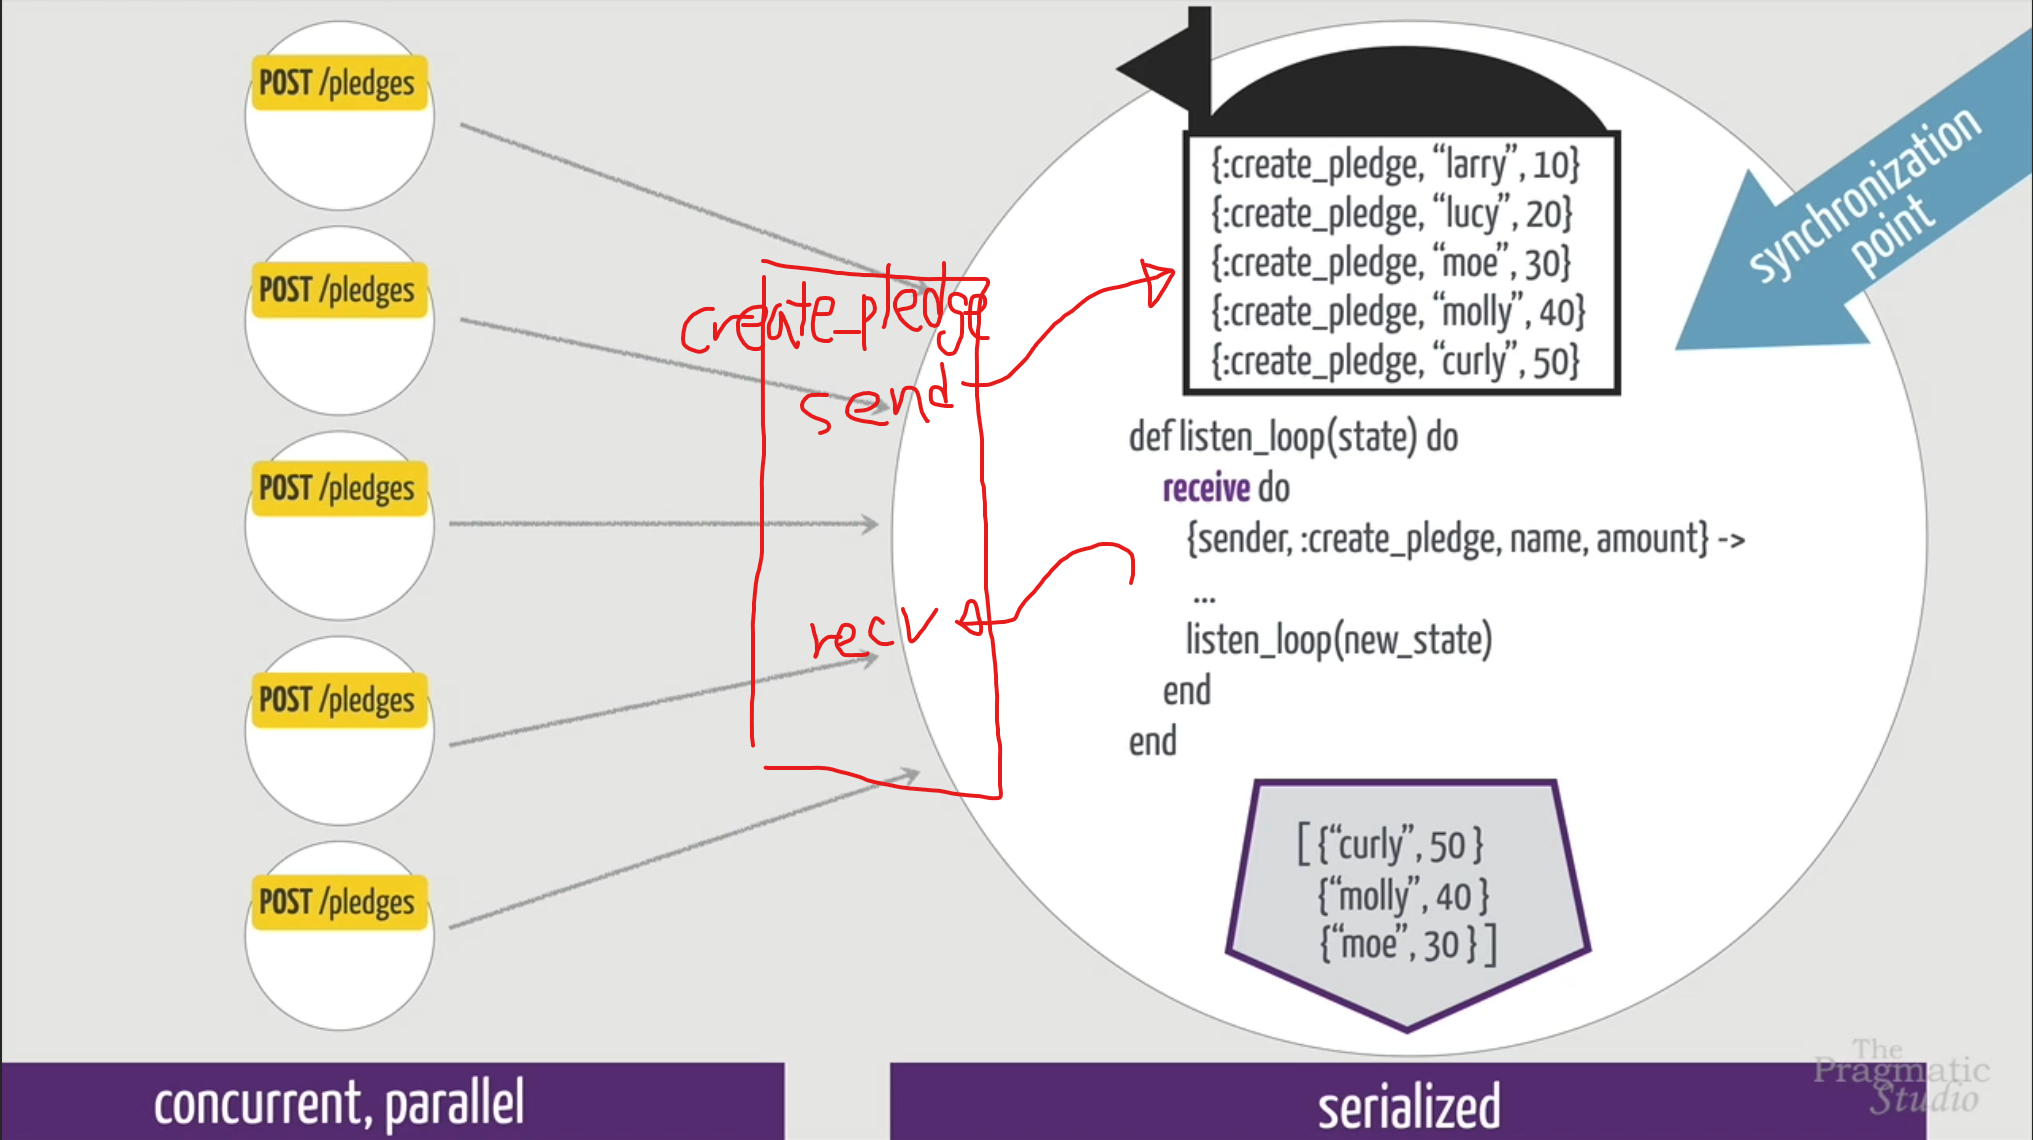 POST /pledges
POST /pledges
POST /pledges
POST /pledges
POST /pledges
create_pledge
send
recv
{:create_pledge, “larry”, 10}
{:create_pledge, “lucy”, 20}
{:create_pledge, “moe”, 30}
{:create_pledge, “molly”, 40}
{:create_pledge, “curly”, 50}
synchronization
point
def listen_loop(state) do
receive do
{sender, :create_pledge, name, amount} ->
...
listen_loop(new_state)
end
end
[ {“curly”, 50 }
{“molly”, 40 }
{“moe”, 30 } ]
concurrent, parallel
serialized
The
Pragmatic
Studio